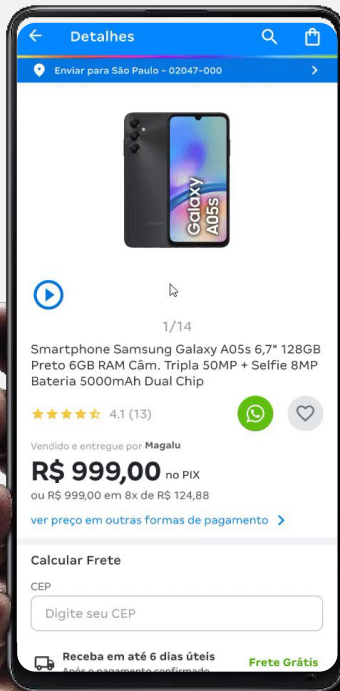 Detalhes
Enviar para São Paulo - 02047-000
Galaxy
A05s
1/14
Smartphone Samsung Galaxy A05s 6,7" 128GB
Preto 6GB RAM Câm. Tripla 50MP + Selfie 8MP
Bateria 5000mAh Dual Chip
4.1 (13)
Vendido e entregue por Magalu
R$ 999,00 no PIX
ou R$ 999,00 em 8x de R$ 124,88
ver preço em outras formas de pagamento
Calcular Frete
CEP
Digite seu CEP
Receba em até 6 dias úteis
Frete Grátis
Após o pagamento confirmado